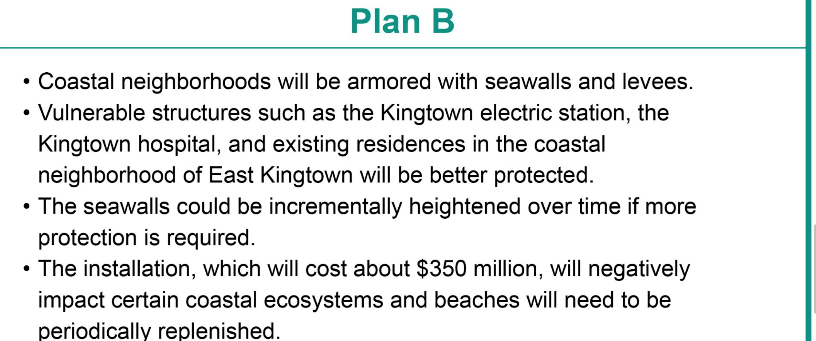 Plan B
• Coastal neighborhoods will be armored with seawalls and levees.
• Vulnerable structures such as the Kingtown electric station, the
Kingtown hospital, and existing residences in the coastal
neighborhood of East Kingtown will be better protected.
• The seawalls could be incrementally heightened over time if more
protection is required.
• The installation, which will cost about $350 million, will negatively
impact certain coastal ecosystems and beaches will need to be
periodically replenished.